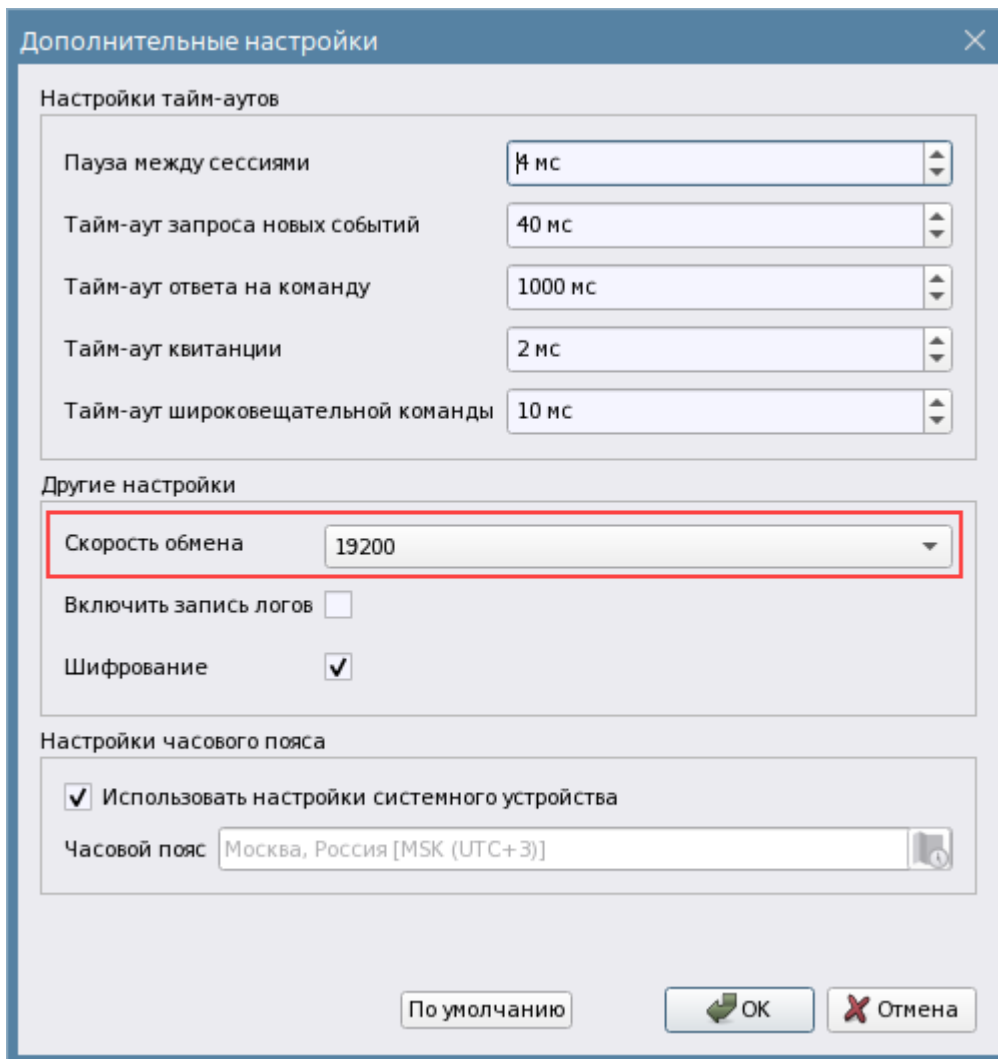 Дополнительные настройки
Настройки тайм-аутов
Пауза между сессиями 4 мс
Тайм-аут запроса новых событий 40 мс
Тайм-аут ответа на команду 1000 мс
Тайм-аут квитанции 2 мс
Тайм-аут широковещательной команды 10 мс
Другие настройки
Скорость обмена 19200
Включить запись логов
Шифрование
Настройки часового пояса
Использовать настройки системного устройства
Часовой пояс Москва, Россия [MSK (UTC+3)]
По умолчанию OK Отмена